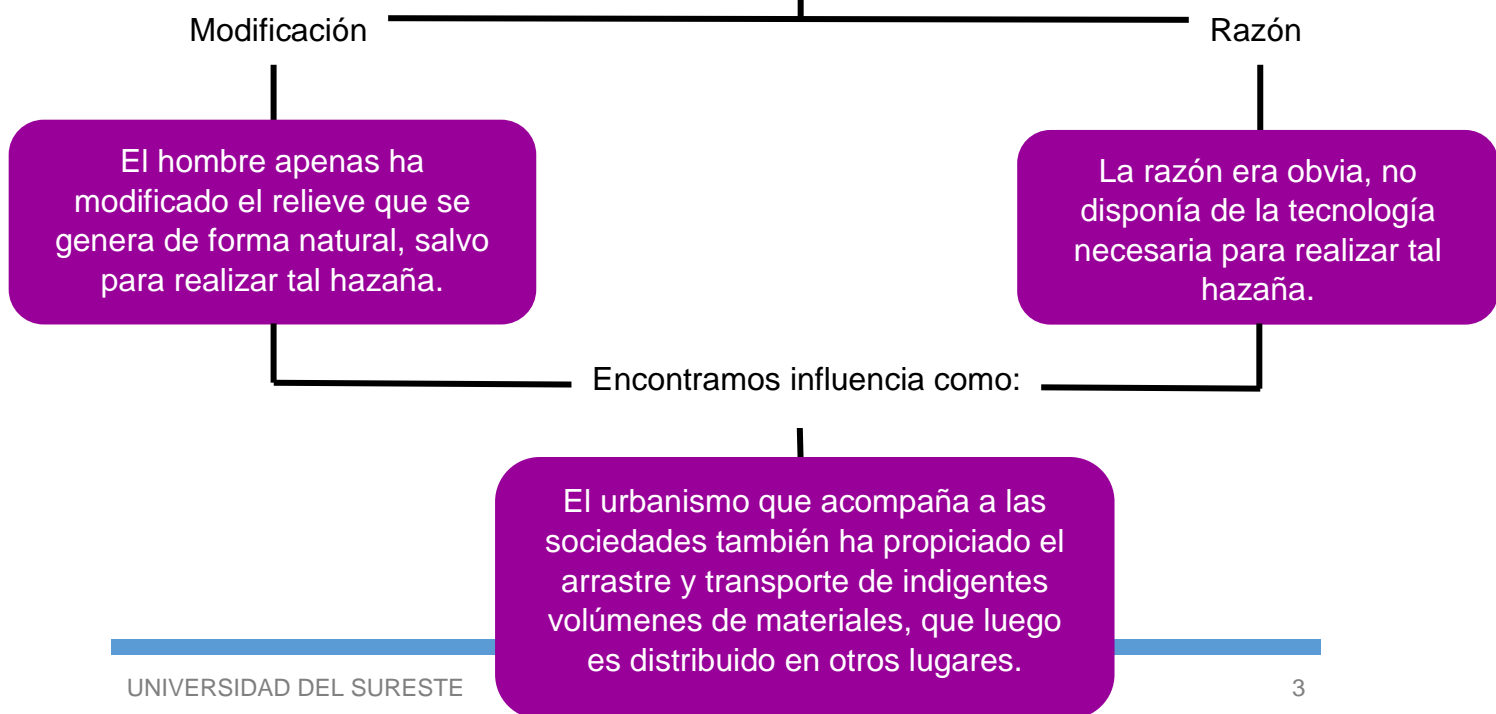 Modificación
Razón
El hombre apenas ha
modificado el relieve que se
genera de forma natural, salvo
para realizar tal hazaña.
La razón era obvia, no
disponía de la tecnología
necesaria para realizar tal
hazaña.
Encontramos influencia como:
El urbanismo que acompaña a las
sociedades también ha propiciado el
arrastre y transporte de indigentes
volúmenes de materiales, que luego
es distribuido en otros lugares.
UNIVERSIDAD DEL SURESTE
3